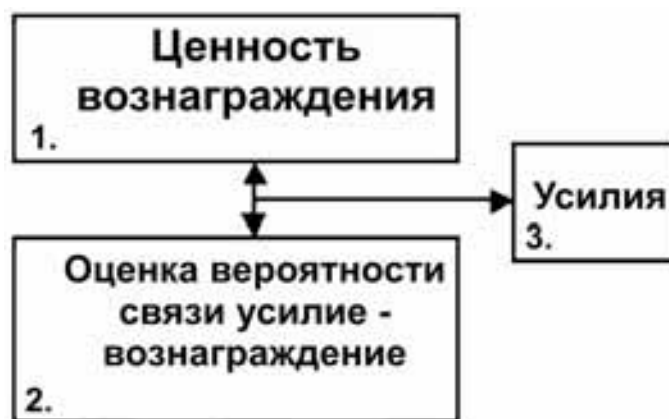 Ценность
вознаграждения
1.
Усилия
3.
Оценка вероятности
связи усилие -
вознаграждение
2.